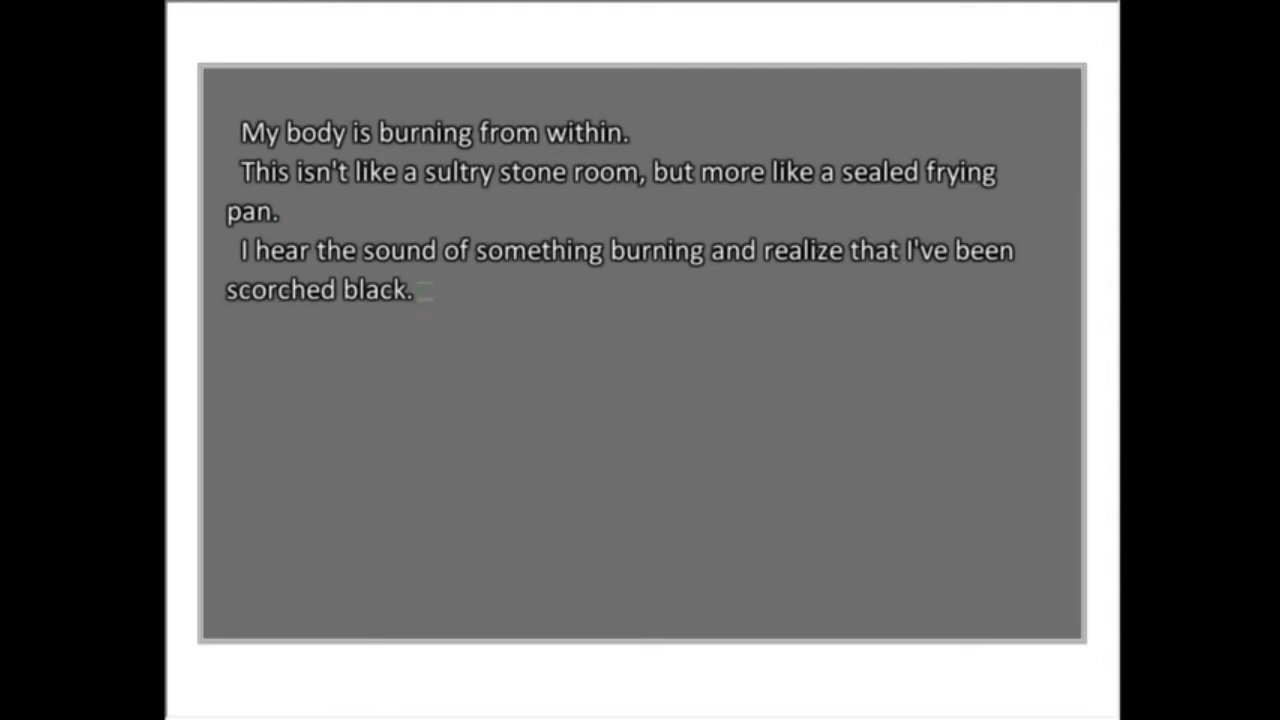 My body is burning from within.
This isn't like a sultry stone room, but more like a sealed frying
pan.
I hear the sound of something burning and realize that I've been
scorched black.